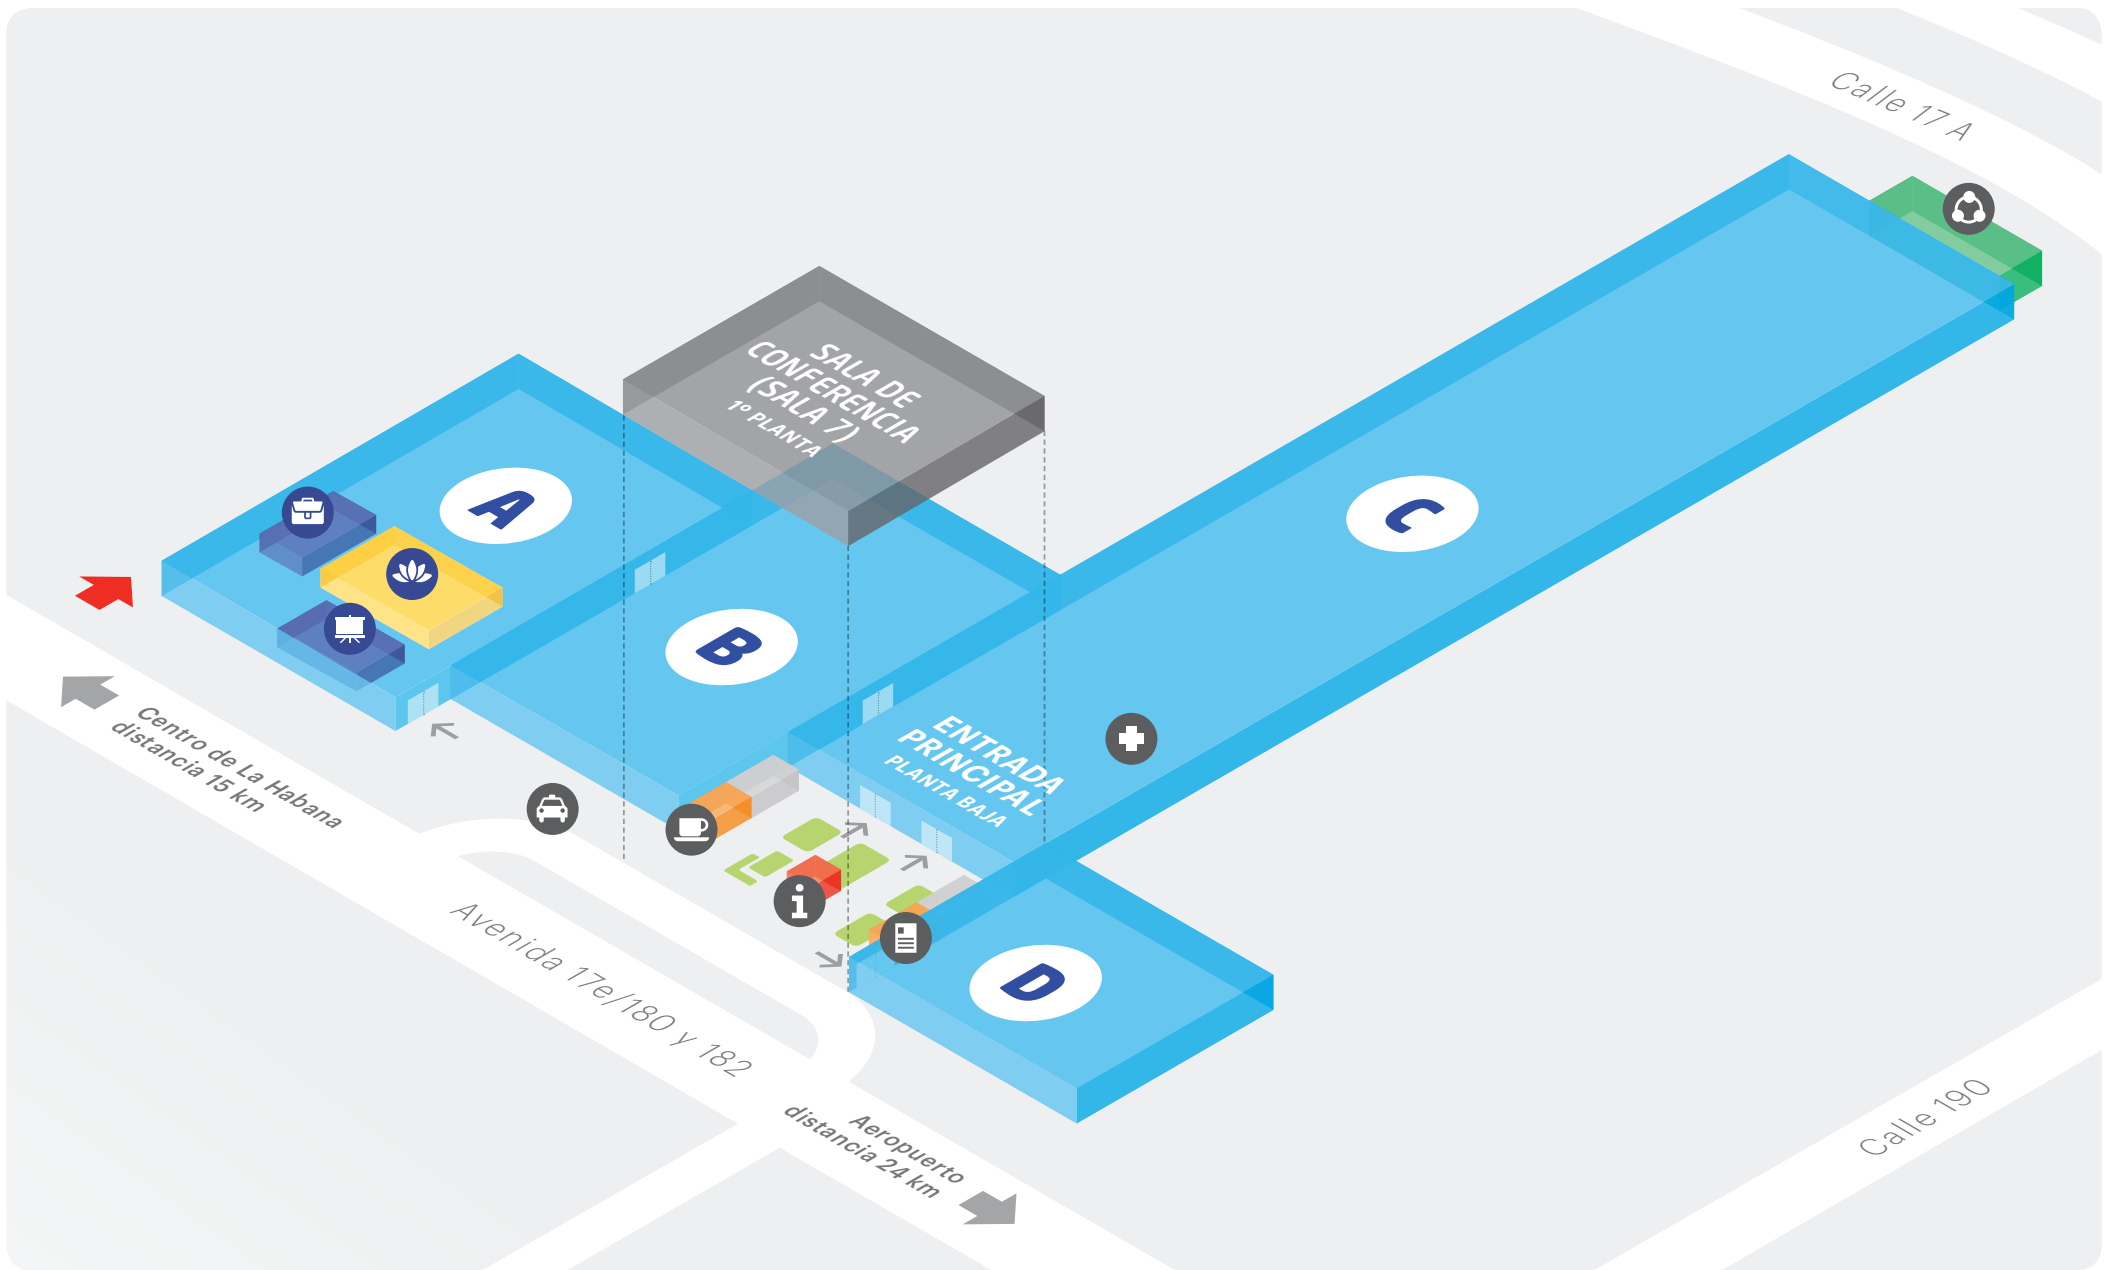 Calle 17 A
SALA DE
CONFERENCIA
(SALA 7)
1º PLANTA
A
B
C
ENTRADA
PRINCIPAL
PLANTA BAJA
D
Centro de La Habana
distancia 15 km
Avenida 17e/180 y 182
Aeropuerto
distancia 24 km
Calle 190